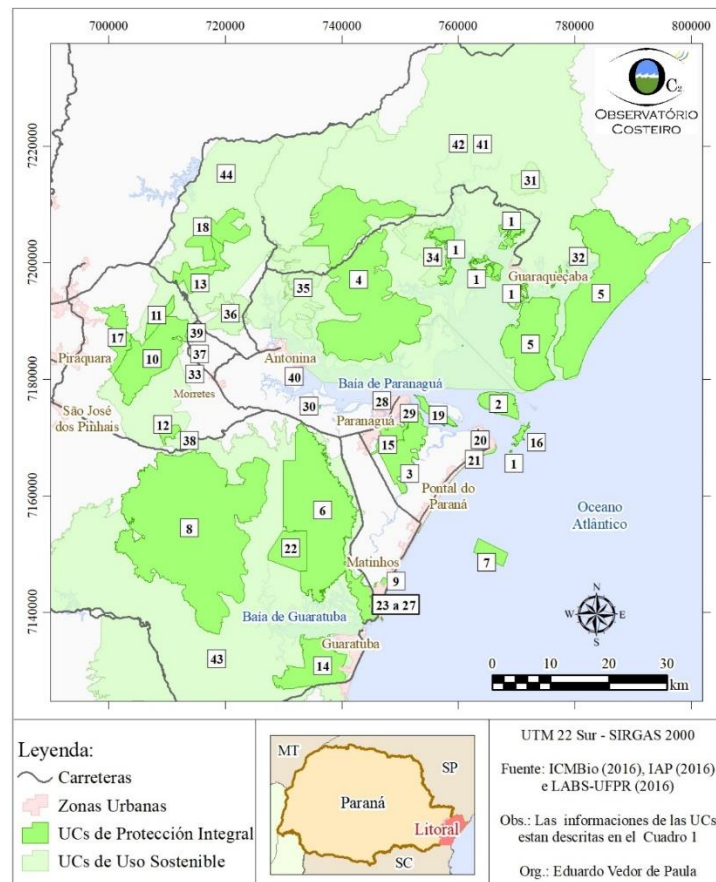 700000 720000 740000 760000 780000 800000
OC2
OBSERVATÓRIO
COSTEIRO
7220000
42 41
44
31
18
1
1
34
32
7200000
13
35
4
1
Guaraqueçaba
1
5
11
36
17
39
5
Piraquara
10
37
Antonina
33
40
7180000
Morretes
Baía de Paranaguá
São José
dos Pinhais
30
28
2
Paranaguá
29
19
12
38
15
20
16
3
21
1
Pontal do
Paraná
7160000
6
Oceano
Atlântico
8
22
7
Matinhos
9
N
W E
S
23 a 27
7140000
Baía de Guaratuba
Guaratuba
43
14
0 10 20 30
km
Leyenda:
Carreteras
Zonas Urbanas
UCs de Protección Integral
UCs de Uso Sostenible
MT
SP
Paraná
Litoral
SC
UTM 22 Sur - SIRGAS 2000
Fuente: ICMBio (2016), IAP (2016)
e LABS-UFPR (2016)
Obs.: Las informaciones de las UCs
estan descritas en el Cuadro 1
Org.: Eduardo Vedor de Paula